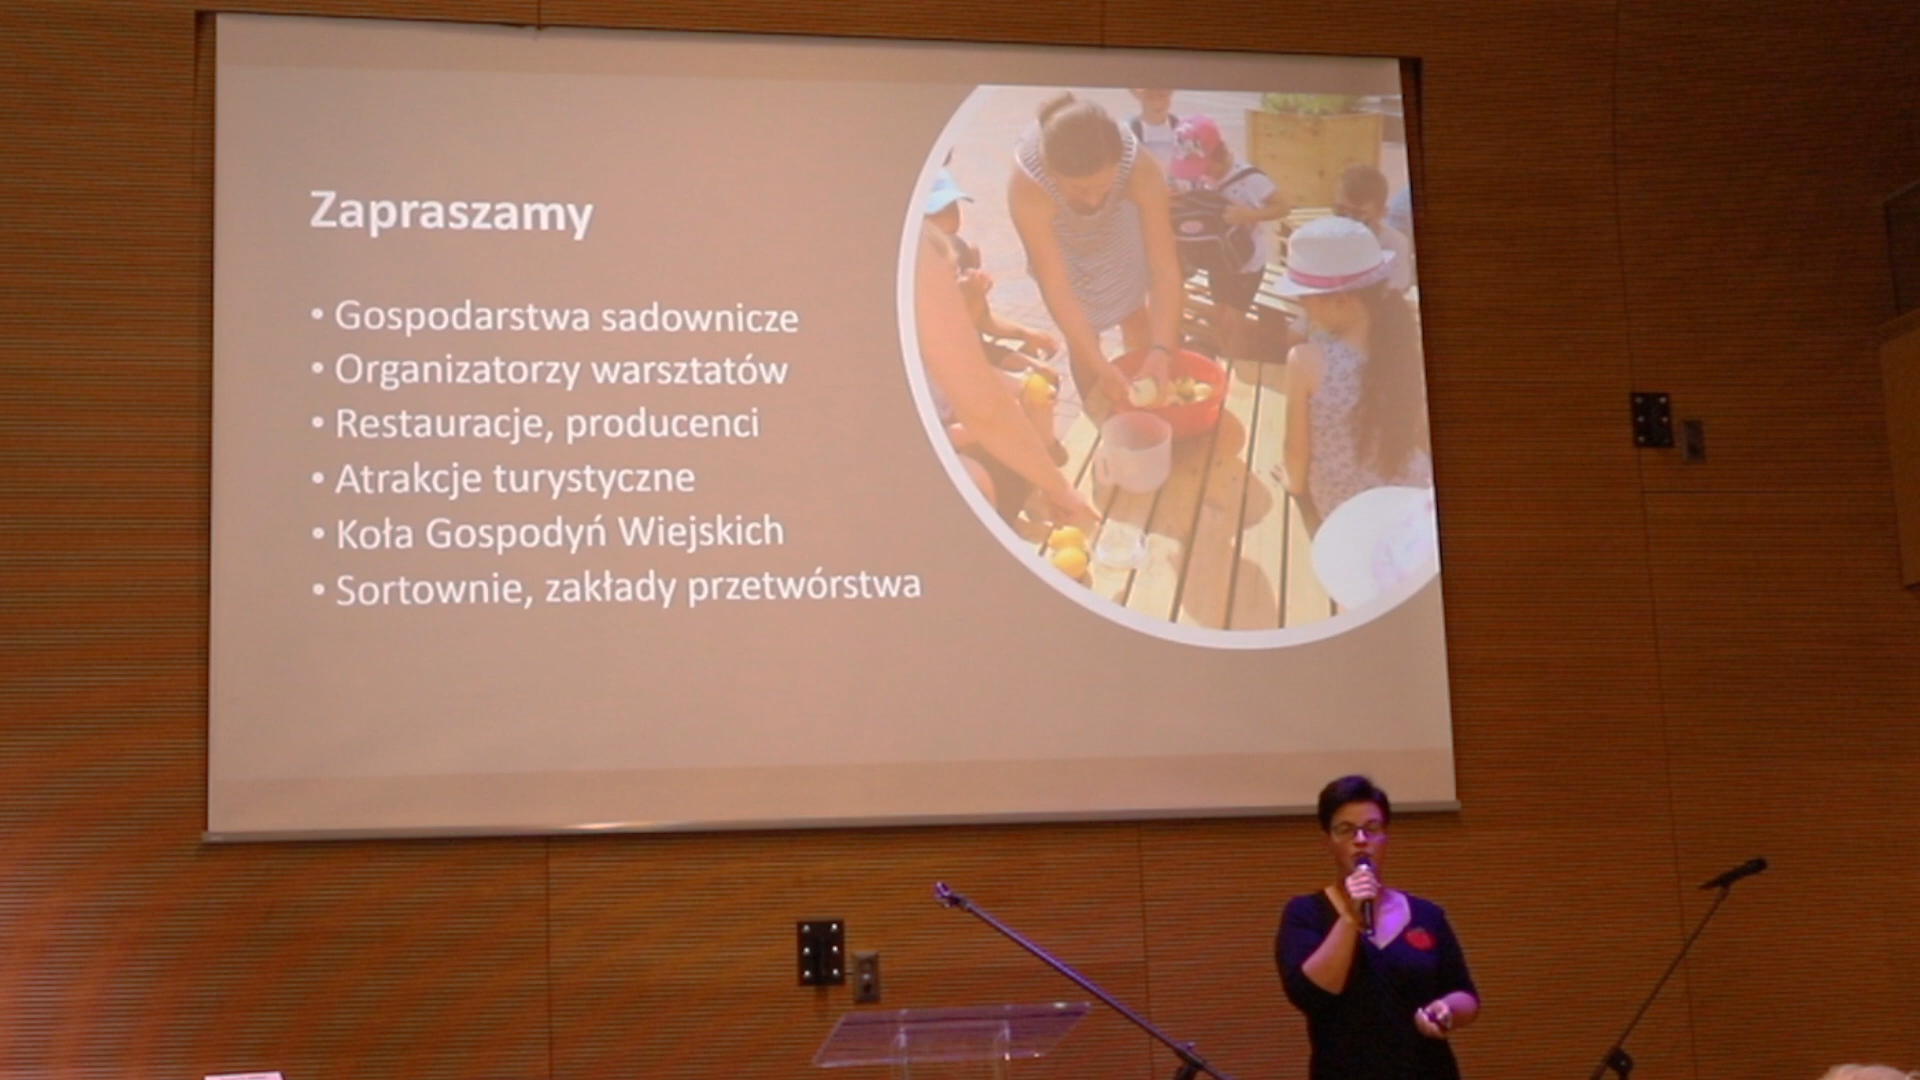 Zapraszamy
• Gospodarstwa sadownicze
• Organizatorzy warsztatów
• Restauracje, producenci
• Atrakcje turystyczne
• Koła Gospodyń Wiejskich
• Sortownie, zakłady przetwórstwa